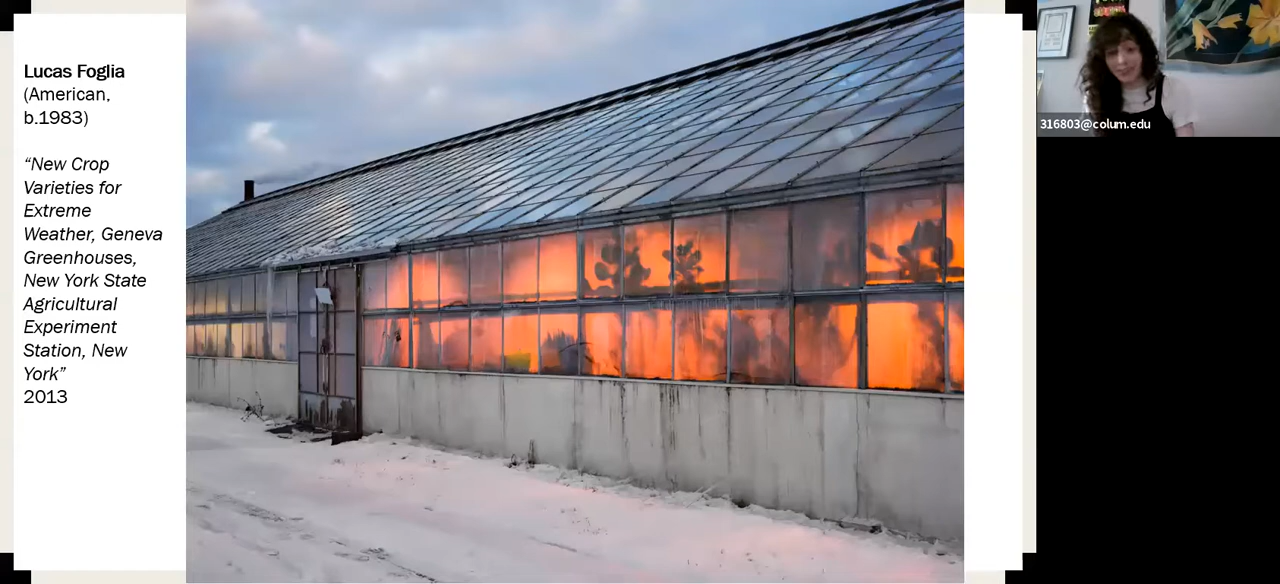 Lucas Foglia
(American,
b.1983)
“New Crop
Varieties for
Extreme
Weather, Geneva
Greenhouses,
New York State
Agricultural
Experiment
Station, New
York”
2013
316803@colum.edu